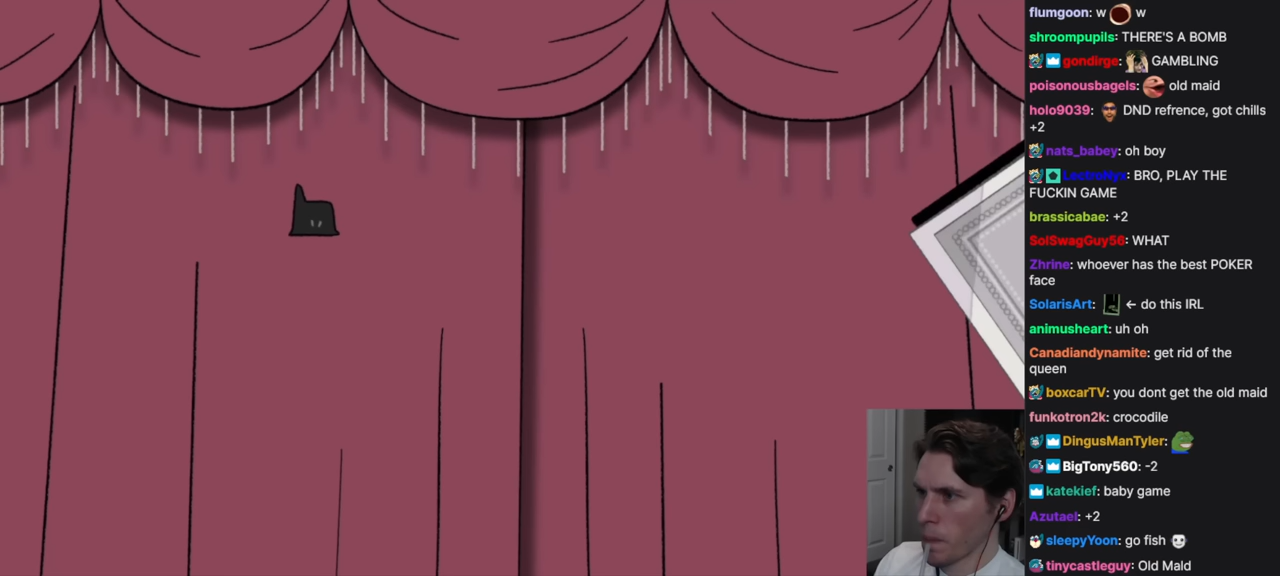 flumgoon: w w
shroompupils: THERE'S A BOMB
gondirge: GAMBLING
poisonousbagels: old maid
holo9039: DND refrence, got chills
+2
nats_babey: oh boy
LectroNyx: BRO, PLAY THE
FUCKIN GAME
brassicabae: +2
SolSwagGuy56: WHAT
Zhrine: whoever has the best POKER
face
SolarisArt: ← do this IRL
animusheart: uh oh
Canadiandynamite: get rid of the
queen
boxcarTV: you dont get the old maid
funkotron2k: crocodile
DingusManTyler:
BigTony560: -2
katekief: baby game
Azutael: +2
sleepyYoon: go fish
tinycastleguy: Old Mald